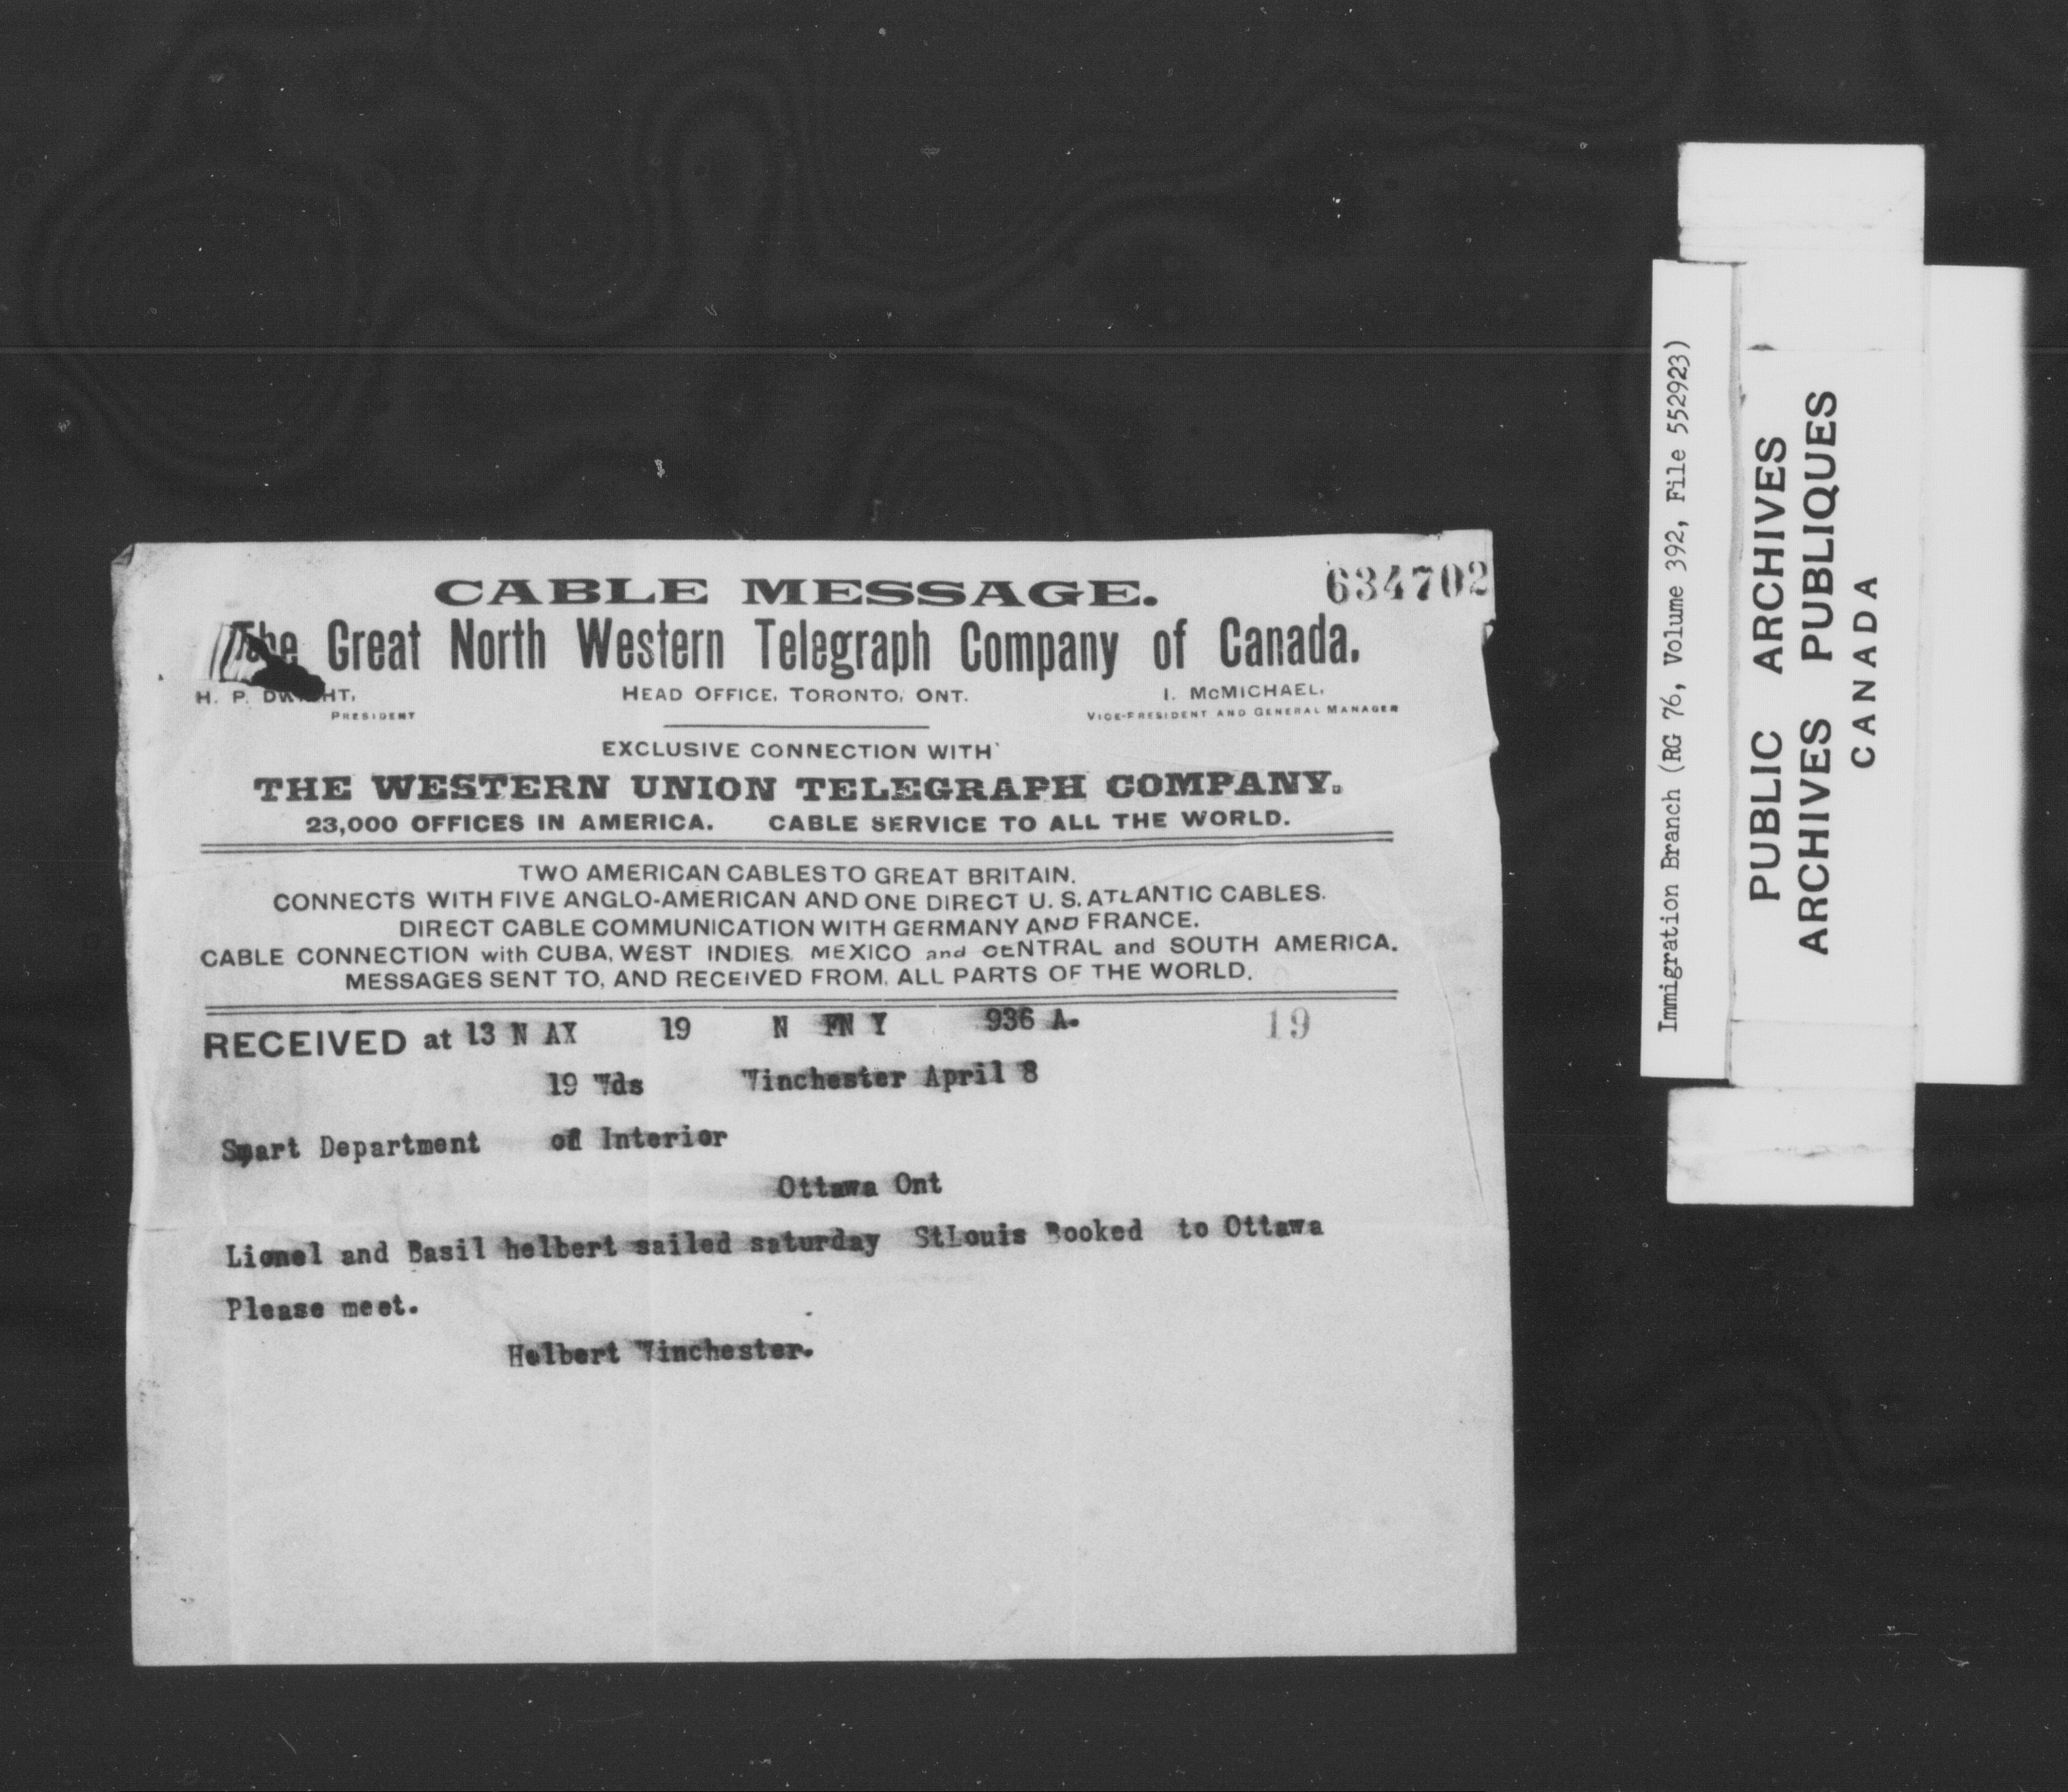 CABLE MESSAGE.
634702
The Great North Western Telegraph Company of Canada.
H. P. DWIGHT,
PRESIDENT
HEAD OFFICE, TORONTO, ONT.
I. McMICHAEL,
VICE-PRESIDENT AND GENERAL MANAGER
EXCLUSIVE CONNECTION WITH
THE WESTERN UNION TELEGRAPH COMPANY.
23,000 OFFICES IN AMERICA. CABLE SERVICE TO ALL THE WORLD.
TWO AMERICAN CABLES TO GREAT BRITAIN.
CONNECTS WITH FIVE ANGLO-AMERICAN AND ONE DIRECT U. S. ATLANTIC CABLES.
DIRECT CABLE COMMUNICATION WITH GERMANY AND FRANCE.
CABLE CONNECTION with CUBA, WEST INDIES. MEXICO and CENTRAL and SOUTH AMERICA.
MESSAGES SENT TO, AND RECEIVED FROM, ALL PARTS OF THE WORLD.
RECEIVED at 13 N AX 19 N FN Y 936 A. 19
19 Wds Winchester April 8
Smart Department of Interior
Ottawa Ont
Lionel and Basil helbert sailed saturday StLouis Booked to Ottawa
Please meet.
Helbert Winchester.
Immigration Branch (RG 76, Volume 392, File 552923)
PUBLIC ARCHIVES
ARCHIVES PUBLIQUES
CANADA